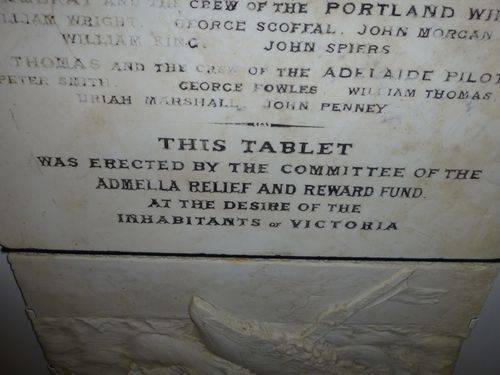 AND THE CREW OF THE PORTLAND
WRIGHT. GEORGE SCOFFAL. JOHN MORGAN
WILLIAM KING. JOHN SPIERS
THOMAS AND THE CREW OF THE ADELAIDE PILOT
PETER SMITH. GEORGE FOWLES. WILLIAM THOMAS
URIAH MARSHALL. JOHN PENNEY
THIS TABLET
WAS ERECTED BY THE COMMITTEE OF THE
ADMELLA RELIEF AND REWARD FUND.
AT THE DESIRE OF THE
INHABITANTS OF VICTORIA